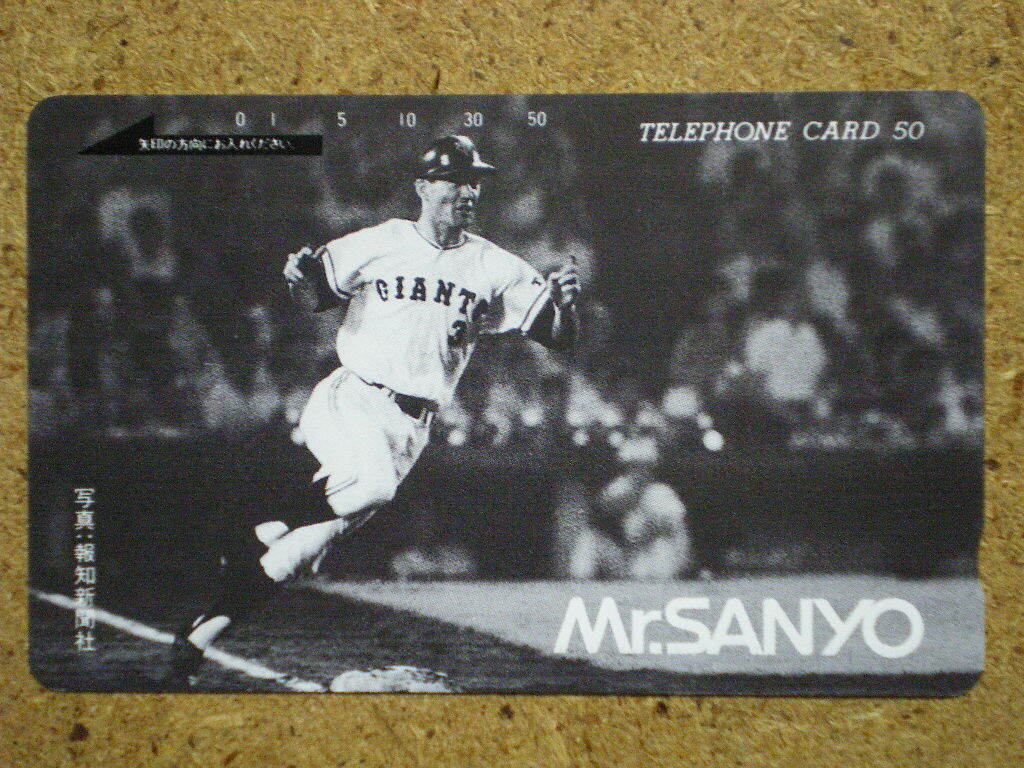 0 1 5 10 30 50
TELEPHONE CARD 50
矢印の方向にお入れください。
GIANTS
3
写真:報知新聞社
Mr.SANYO